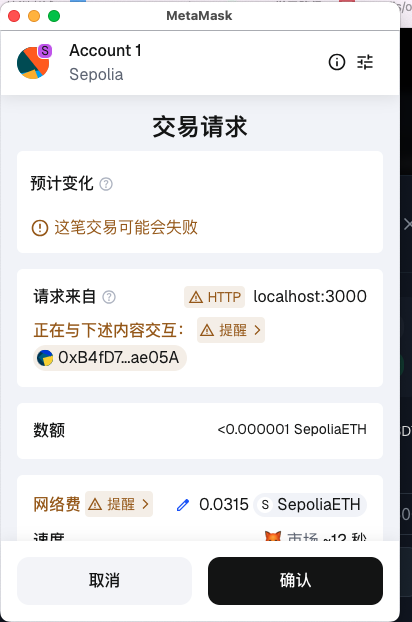 MetaMask
S
Account 1
Sepolia
交易请求
预计变化
这笔交易可能会失败
请求来自 HTTP localhost:3000
正在与下述内容交互： 提醒
0xB4fD7...ae05A
数额 <0.000001 SepoliaETH
网络费 提醒 0.0315 S SepoliaETH
速度 市场 ~12 秒
取消 确认